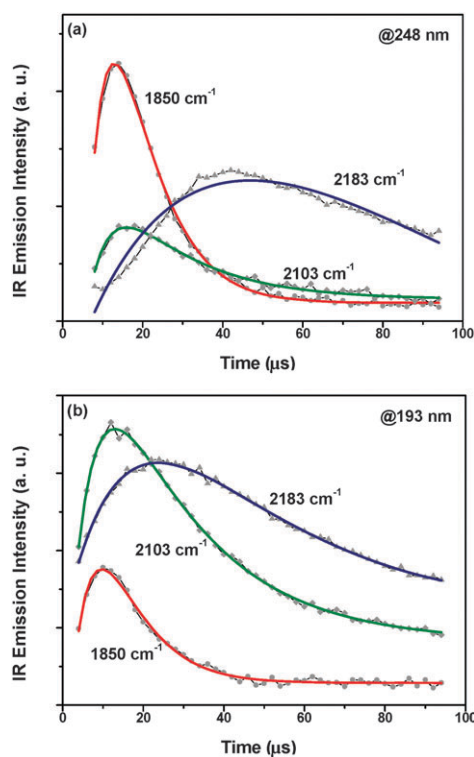 (a)
@248 nm
1850 cm⁻¹
2183 cm⁻¹
2103 cm⁻¹
IR Emission Intensity (a. u.)
0 20 40 60 80 100
Time (μs)
(b)
@193 nm
2183 cm⁻¹
2103 cm⁻¹
1850 cm⁻¹
IR Emission Intensity (a. u.)
0 20 40 60 80 100
Time (μs)